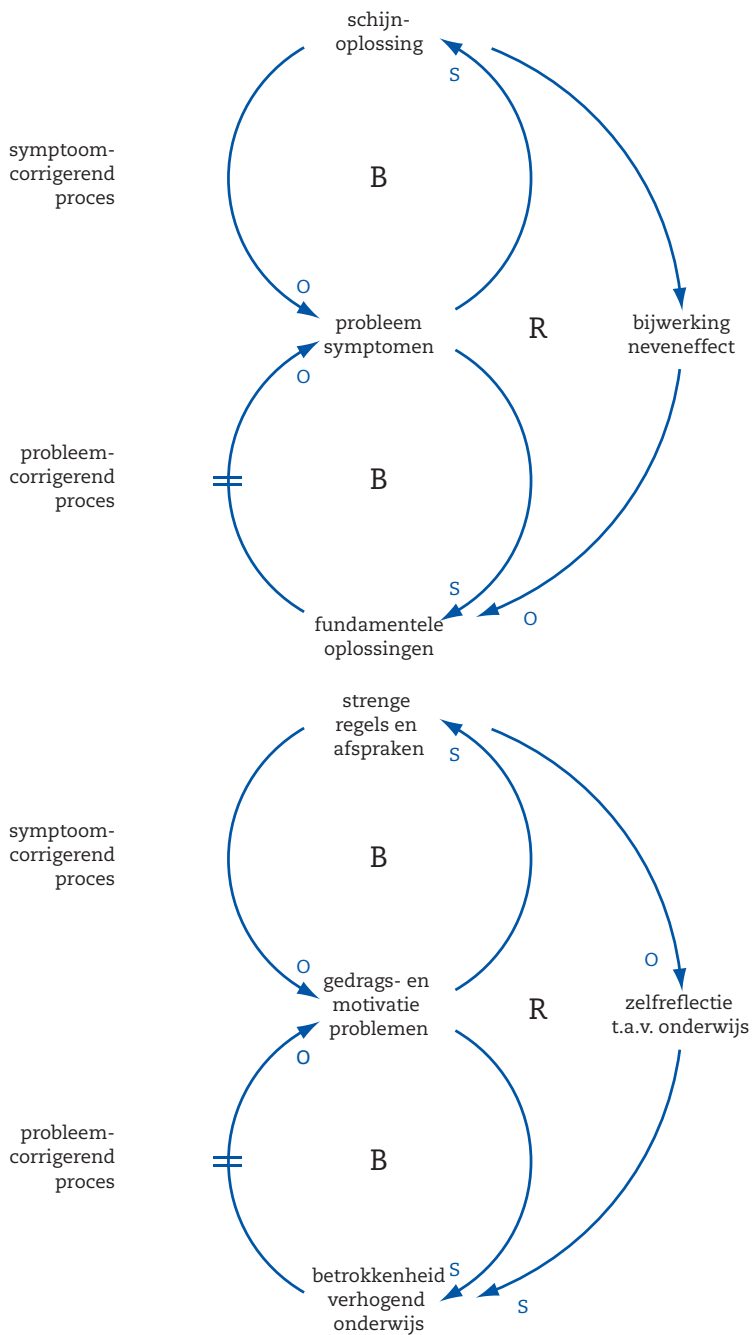 schijn-
oplossing
S
symptoom-
corrigerend
proces
B
O
probleem
symptomen
R
bijwerking
neveneffect
O
probleem-
corrigerend
proces
B
S
O
fundamentele
oplossingen
strenge
regels en
afspraken
S
symptoom-
corrigerend
proces
B
O
O
gedrags- en
motivatie
problemen
R
zelfreflectie
t.a.v. onderwijs
O
probleem-
corrigerend
proces
B
S
S
betrokkenheid
verhogend
onderwijs